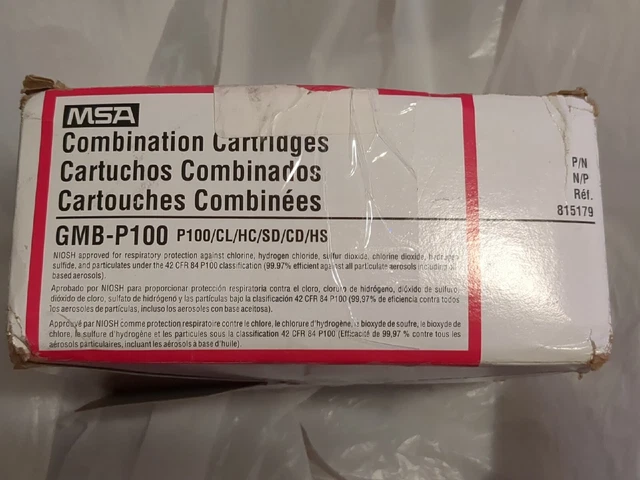 MSA
Combination Cartridges
Cartuchos Combinados
Cartouches Combinées
P/N
N/P
Réf.
815179
GMB-P100 P100/CL/HC/SD/CD/HS
NIOSH approved for respiratory protection against chlorine, hydrogen chloride, sulfur dioxide, chlorine dioxide, hydrogen
sulfide, and particulates under the 42 CFR 84 P100 classification (99.97% efficient against all particulate aerosols including oil
based aerosols).
Aprobado por NIOSH para proporcionar protección respiratoria contra el cloro, cloruro de hidrógeno, dióxido de sulfuro,
dióxido de cloro, sulfato de hidrógeno y las partículas bajo la clasificación 42 CFR 84 P100 (99,97% de eficiencia contra todos
los aerosoles de partículas, incluso los aerosoles con base aceitosa).
Approuvé par NIOSH comme protection respiratoire contre le chlore, le chlorure d'hydrogène, le bioxyde de soufre, le bioxyde de
chlore, le sulfure d'hydrogène et les particules sous la classification 42 CFR 84 P100 (Efficacité de 99,97 % contre tous les
aérosols particulaires, incluant les aérosols à base d'huile).